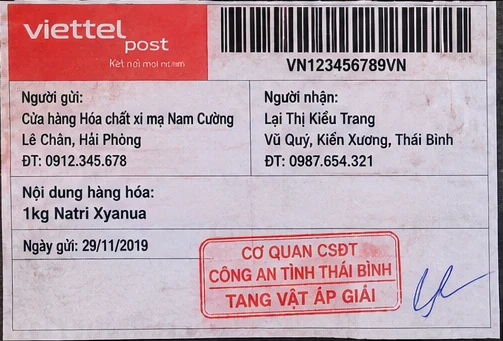 viettel
post
Kết nối mọi
VN123456789VN
Người gửi:
Cửa hàng Hóa chất xi mạ Nam Cường
Lê Chân, Hải Phòng
ĐT: 0912.345.678
Người nhận:
Lại Thị Kiều Trang
Vũ Quý, Kiến Xương, Thái Bình
ĐT: 0987.654.321
Nội dung hàng hóa:
1kg Natri Xyanua
Ngày gửi: 29/11/2019
CƠ QUAN CSĐT
CÔNG AN TỈNH THÁI BÌNH
TANG VẬT ÁP GIẢI